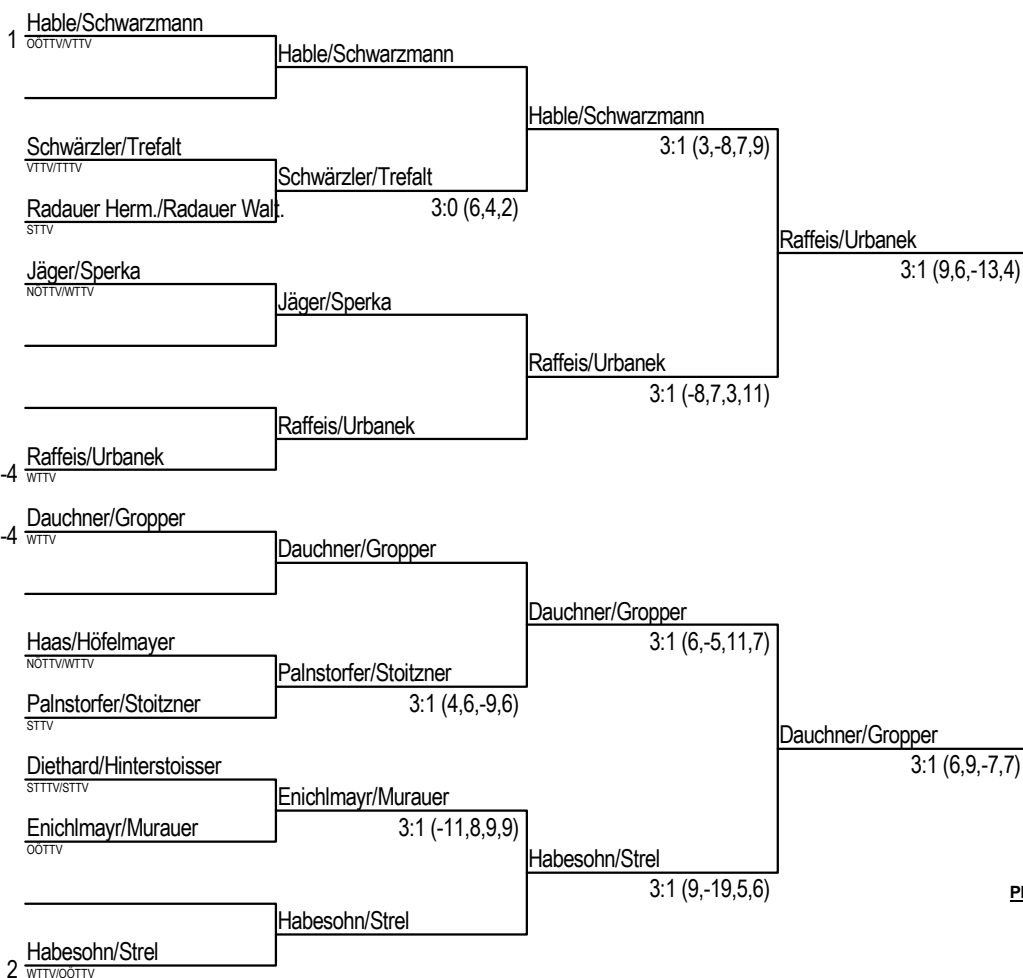 Hable/Schwarzmann
1
OÖTTV/VTTV
Hable/Schwarzmann
Hable/Schwarzmann
3:1 (3,-8,7,9)
Schwärzler/Trefalt
VTTV/TTTV
Schwärzler/Trefalt
3:0 (6,4,2)
Radauer Herm./Radauer Walt.
STTV
Raffeis/Urbanek
3:1 (9,6,-13,4)
Jäger/Sperka
NÖTTV/WTTV
Jäger/Sperka
Raffeis/Urbanek
3:1 (-8,7,3,11)
Raffeis/Urbanek
Raffeis/Urbanek
-4
WTTV
Dauchner/Gropper
-4
WTTV
Dauchner/Gropper
Dauchner/Gropper
3:1 (6,-5,11,7)
Haas/Höfelmayer
NÖTTV/WTTV
Palnstorfer/Stoitzner
3:1 (4,6,-9,6)
Palnstorfer/Stoitzner
STTV
Dauchner/Gropper
3:1 (6,9,-7,7)
Diethard/Hinterstoisser
STTTV/STTV
Enichlmayr/Murauer
3:1 (-11,8,9,9)
Enichlmayr/Murauer
OÖTTV
Habesohn/Strel
3:1 (9,-19,5,6)
Habesohn/Strel
Habesohn/Strel
2
WTTV/OÖTTV